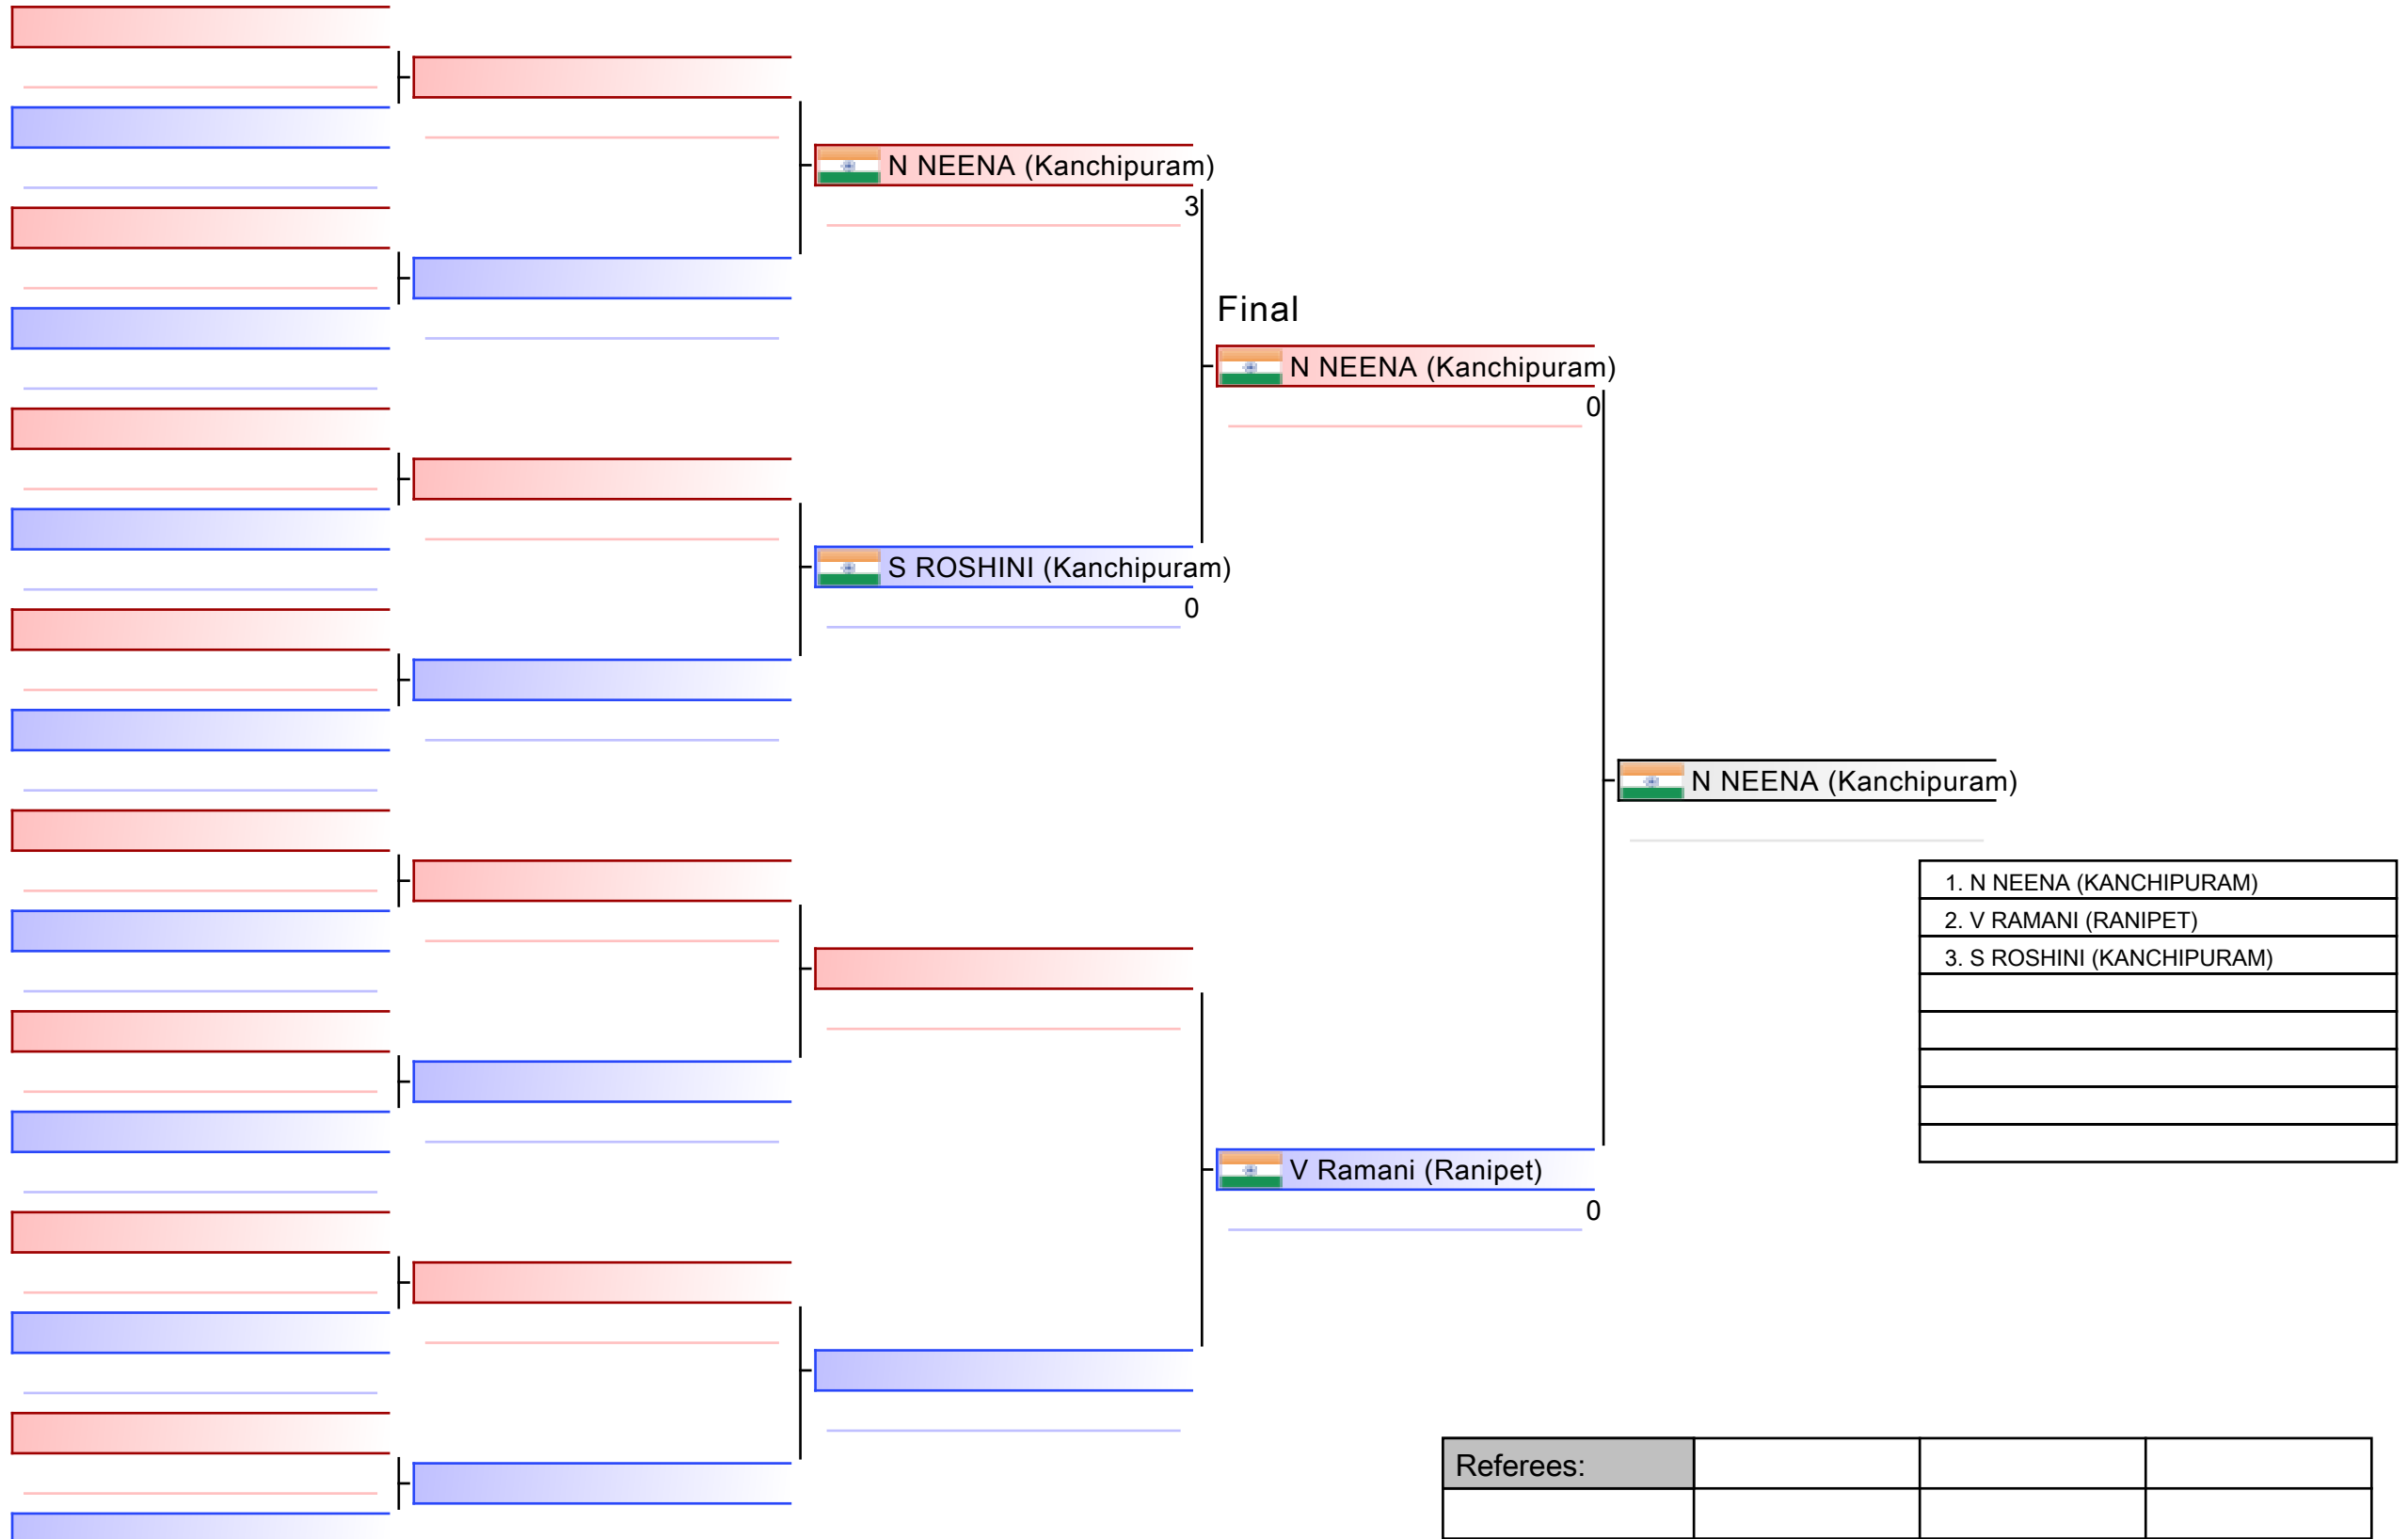 N NEENA (Kanchipuram)
3
Final
N NEENA (Kanchipuram)
0
S ROSHINI (Kanchipuram)
0
N NEENA (Kanchipuram)
1. N NEENA (KANCHIPURAM)
2. V RAMANI (RANIPET)
3. S ROSHINI (KANCHIPURAM)
V Ramani (Ranipet)
0
Referees: